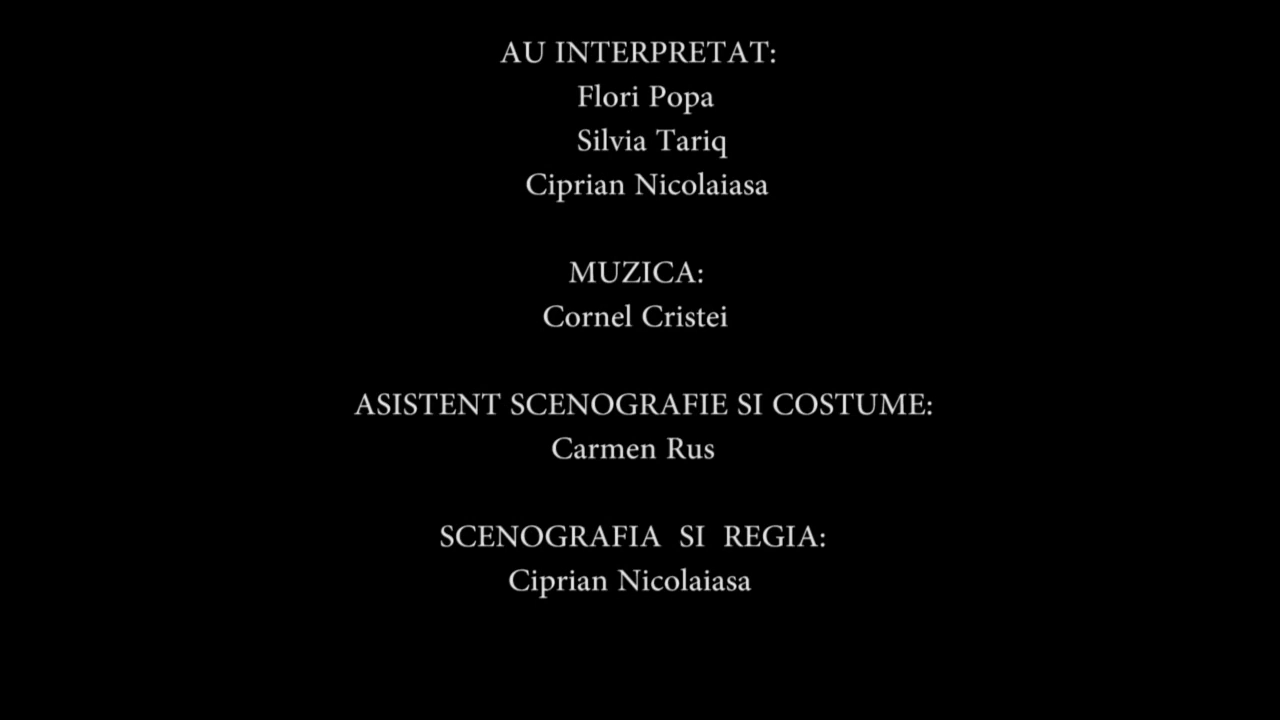 AU INTERPRETAT:
Flori Popa
Silvia Tariq
Ciprian Nicolaiasa
MUZICA:
Cornel Cristei
ASISTENT SCENOGRAFIE SI COSTUME:
Carmen Rus
SCENOGRAFIA SI REGIA:
Ciprian Nicolaiasa